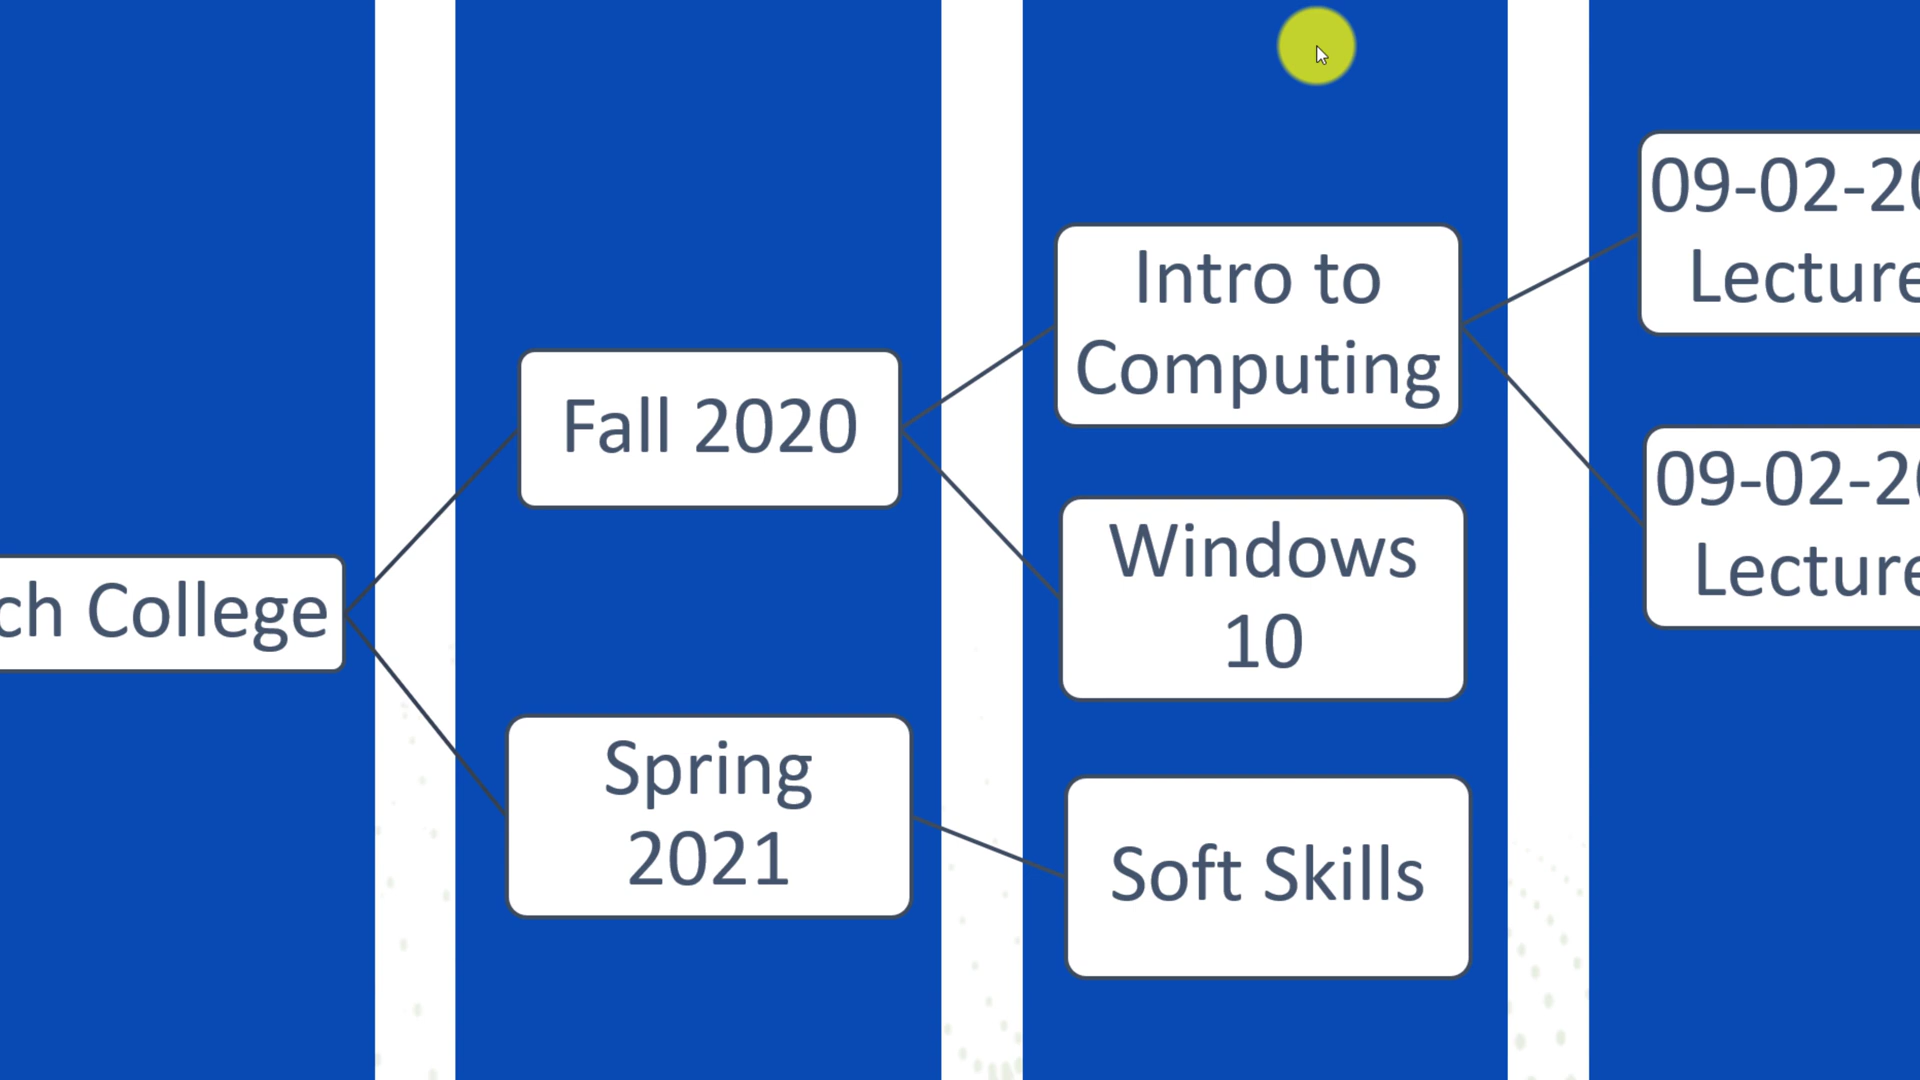 College
Fall 2020
Spring
2021
Intro to
Computing
Windows
10
Soft Skills
09-02-20
Lecture
09-02-20
Lecture